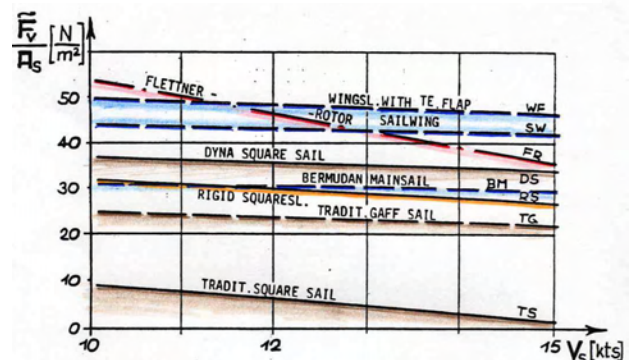 F̃v/As [N/m²]
FLETTNER -
-ROTOR
WINGSL.WITH TE.FLAP
WF
50
SAILWING
SW
40
FR
DYNA SQUARE SAIL
DS
BERMUDAN MAINSAIL
BM
30
RS
RIGID SQUARESL.
TRADIT.GAFF SAIL
TG
20
10
TRADIT.SQUARE SAIL
TS
0
10
12
15
Vs [kts]